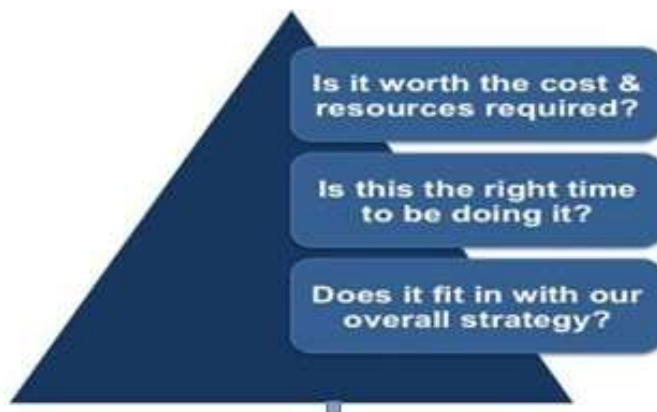 Is it worth the cost &
resources required?
Is this the right time
to be doing it?
Does it fit in with our
overall strategy?